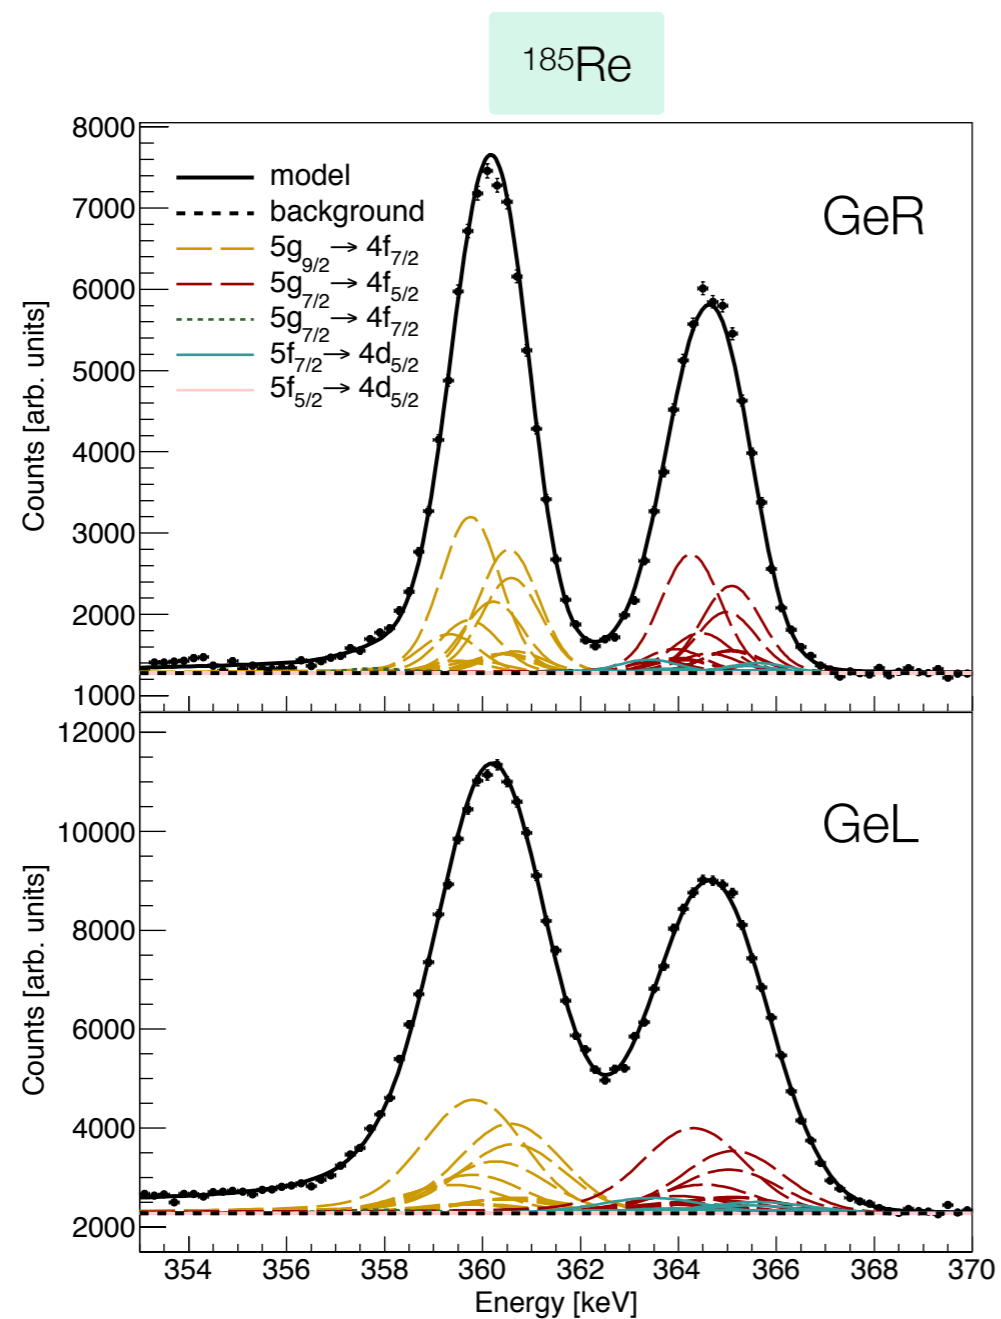 ¹⁸⁵Re
8000
7000
6000
5000
4000
3000
2000
1000
Counts [arb. units]
model
background
5g₉/₂→ 4f₇/₂
5g₇/₂→ 4f₅/₂
5g₇/₂→ 4f₇/₂
5f₇/₂→ 4d₅/₂
5f₅/₂→ 4d₅/₂
GeR
12000
10000
8000
6000
4000
2000
Counts [arb. units]
GeL
354 356 358 360 362 364 366 368 370
Energy [keV]